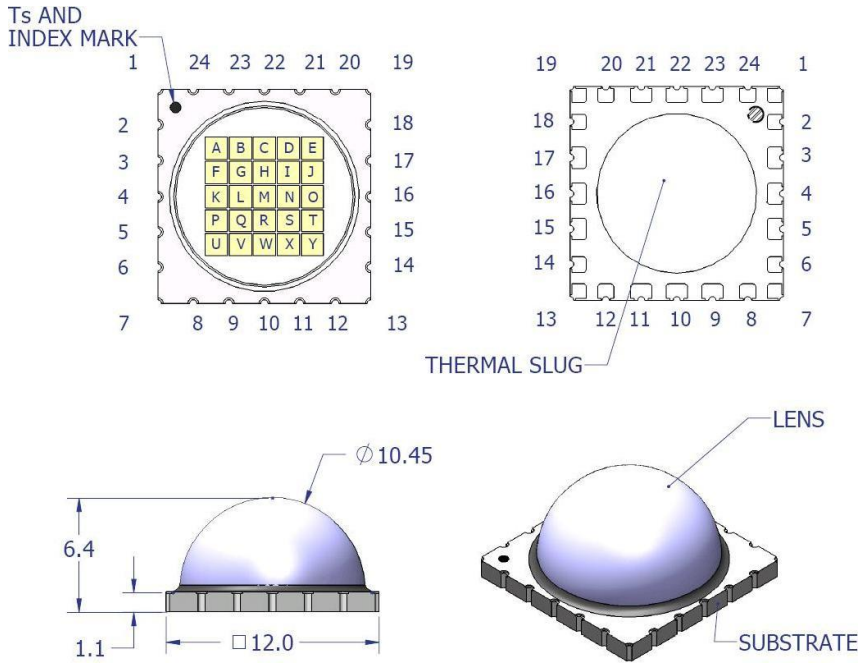 Ts AND
INDEX MARK
1 24 23 22 21 20 19
2 18
3 17
4 16
5 15
6 14
7 8 9 10 11 12 13
A B C D E
F G H I J
K L M N O
P Q R S T
U V W X Y
19 20 21 22 23 24 1
18 2
17 3
16 4
15 5
14 6
13 12 11 10 9 8 7
THERMAL SLUG
∅ 10.45
6.4
1.1
□ 12.0
LENS
SUBSTRATE